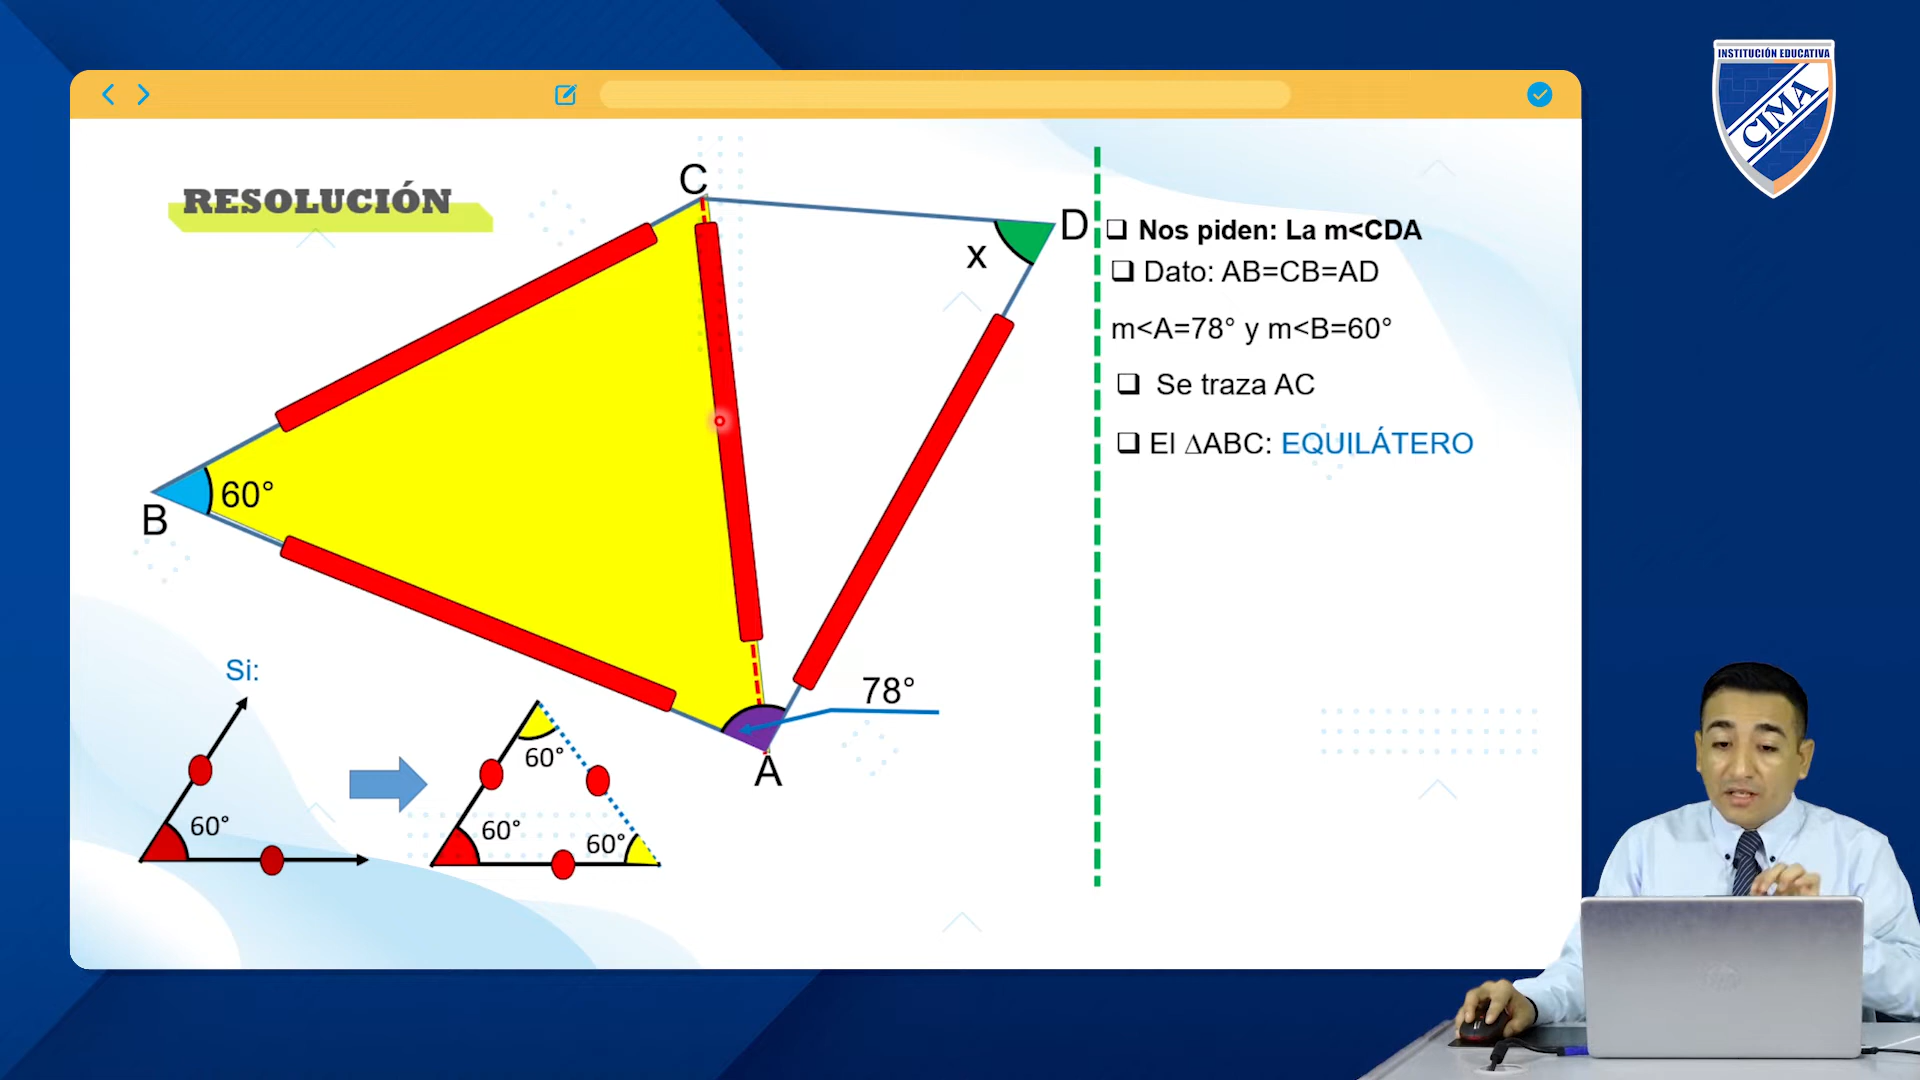 INSTITUCIÓN EDUCATIVA
CIMA
RESOLUCIÓN
C
D
x
60°
B
78°
A
Si:
60°
60°
60°
60°
❑ Nos piden: La m<CDA
❑ Dato: AB=CB=AD
m<A=78° y m<B=60°
❑ Se traza AC
❑ El ∆ABC: EQUILÁTERO